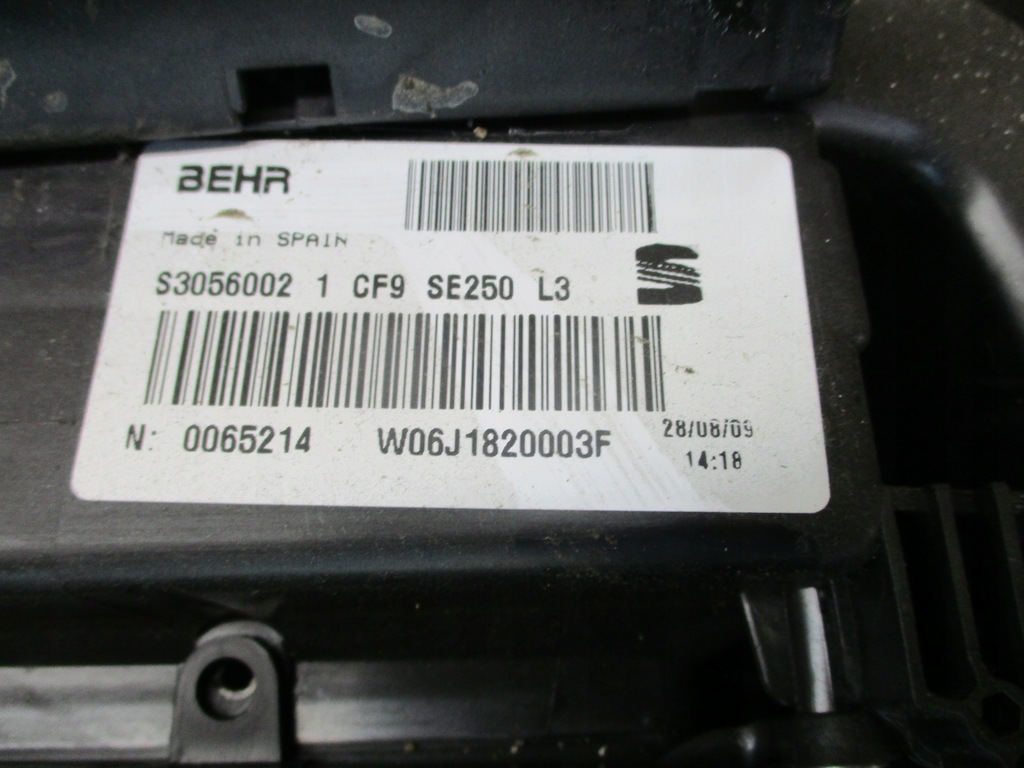 BEHR
Made in SPAIN
S3056002 1 CF9 SE250 L3
N: 0065214 W06J1820003F
28/08/09
14:18